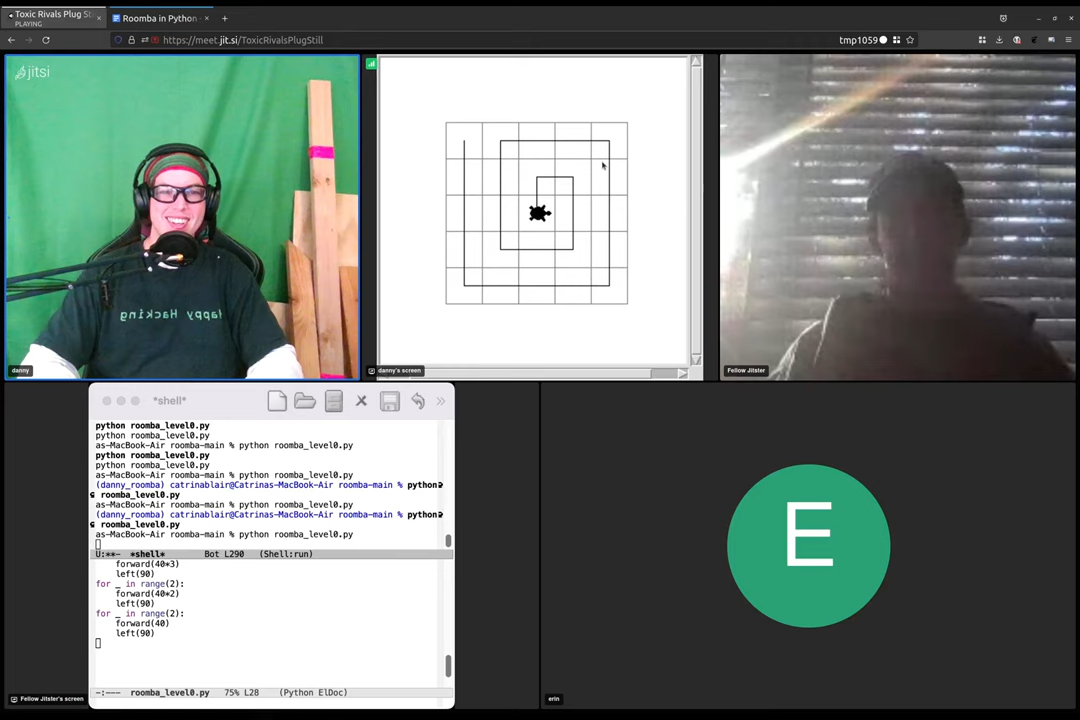 Toxic Rivals Plug Sti
PLAYING
Roomba in Python -
https://meet.jit.si/ToxicRivalsPlugStill
tmp1059
jitsi
Happy Hacking
danny
danny's screen
Fellow Jitster
*shell*
python roomba_level0.py
python roomba_level0.py
as-MacBook-Air roomba-main % python roomba_level0.py
python roomba_level0.py
python roomba_level0.py
as-MacBook-Air roomba-main % python roomba_level0.py
(danny_roomba) catrinablair@Catrinas-MacBook-Air roomba-main % python
roomba_level0.py
as-MacBook-Air roomba-main % python roomba_level0.py
(danny_roomba) catrinablair@Catrinas-MacBook-Air roomba-main % python
roomba_level0.py
as-MacBook-Air roomba-main % python roomba_level0.py
U:**- *shell* Bot L290 (Shell:run)
forward(40*3)
left(90)
for _ in range(2):
forward(40*2)
left(90)
for _ in range(2):
forward(40)
left(90)
-:--- roomba_level0.py 75% L28 (Python ElDoc)
Fellow Jitster's screen
E
erin